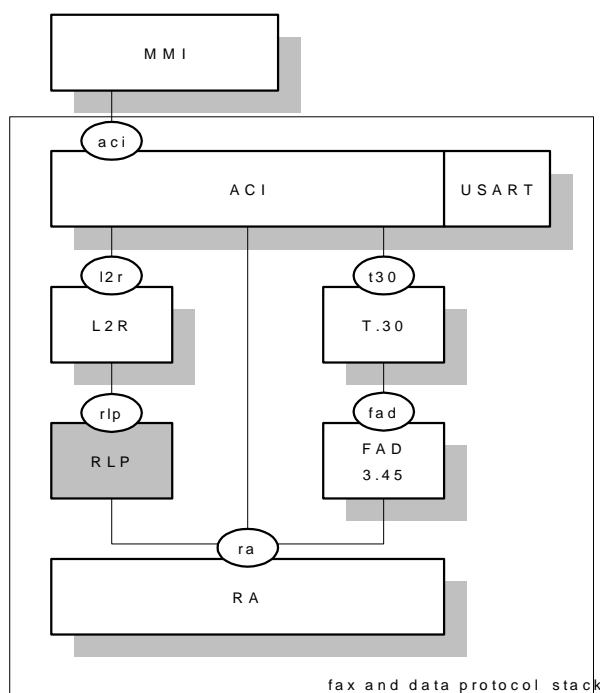 MMI
aci
ACI
USART
l2r
t30
L2R
T.30
rlp
fad
RLP
FAD
3.45
ra
RA
fax and data protocol stack